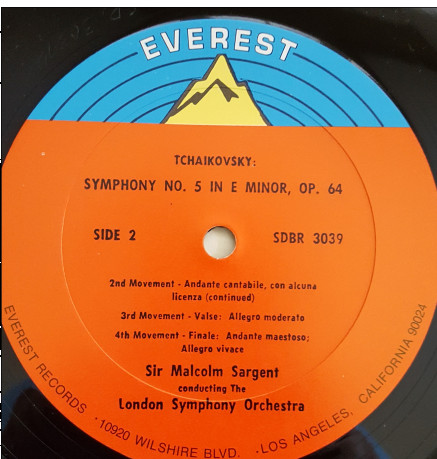 EVEREST
TCHAIKOVSKY:
SYMPHONY NO. 5 IN E MINOR, OP. 64
SIDE 2
SDBR 3039
2nd Movement - Andante cantabile, con alcuna
licenza (continued)
3rd Movement - Valse: Allegro moderato
4th Movement - Finale: Andante maestoso;
Allegro vivace
Sir Malcolm Sargent
conducting The
London Symphony Orchestra
EVEREST RECORDS ·10920 WILSHIRE BLVD. ·LOS ANGELES, CALIFORNIA 90024